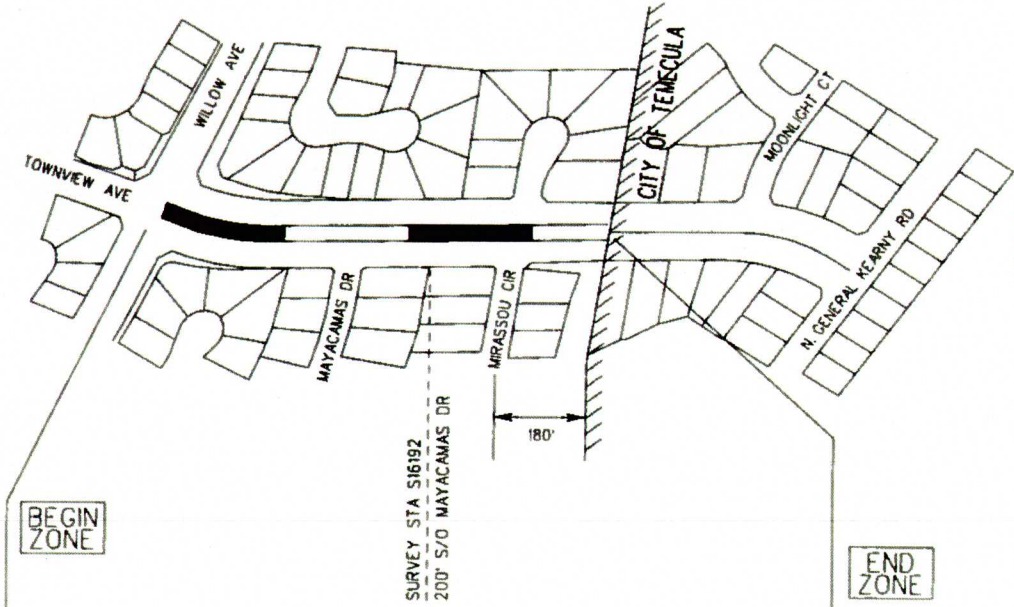 WILLOW AVE
TOWNVIEW AVE
CITY OF TEMECULA
MOONLIGHT CT
N. GENERAL KEARNY RD
MAYACAMAS DR
MIRASSOU CIR
180'
SURVEY STA S16192
200' S/O MAYACAMAS DR
BEGIN
ZONE
END
ZONE